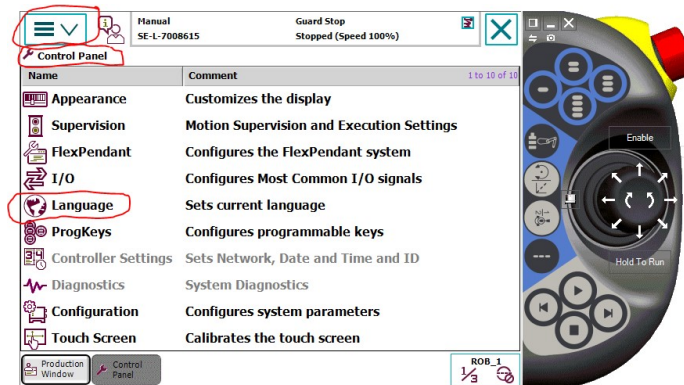 Manual
SE-L-7008615
Guard Stop
Stopped (Speed 100%)
Control Panel
Name Comment 1 to 10 of 10
Appearance Customizes the display
Supervision Motion Supervision and Execution Settings
FlexPendant Configures the FlexPendant system
I/O Configures Most Common I/O signals
Language Sets current language
ProgKeys Configures programmable keys
Controller Settings Sets Network, Date and Time and ID
Diagnostics System Diagnostics
Configuration Configures system parameters
Touch Screen Calibrates the touch screen
Production Window
Control Panel
ROB_1
1/3
Enable
Hold To Run